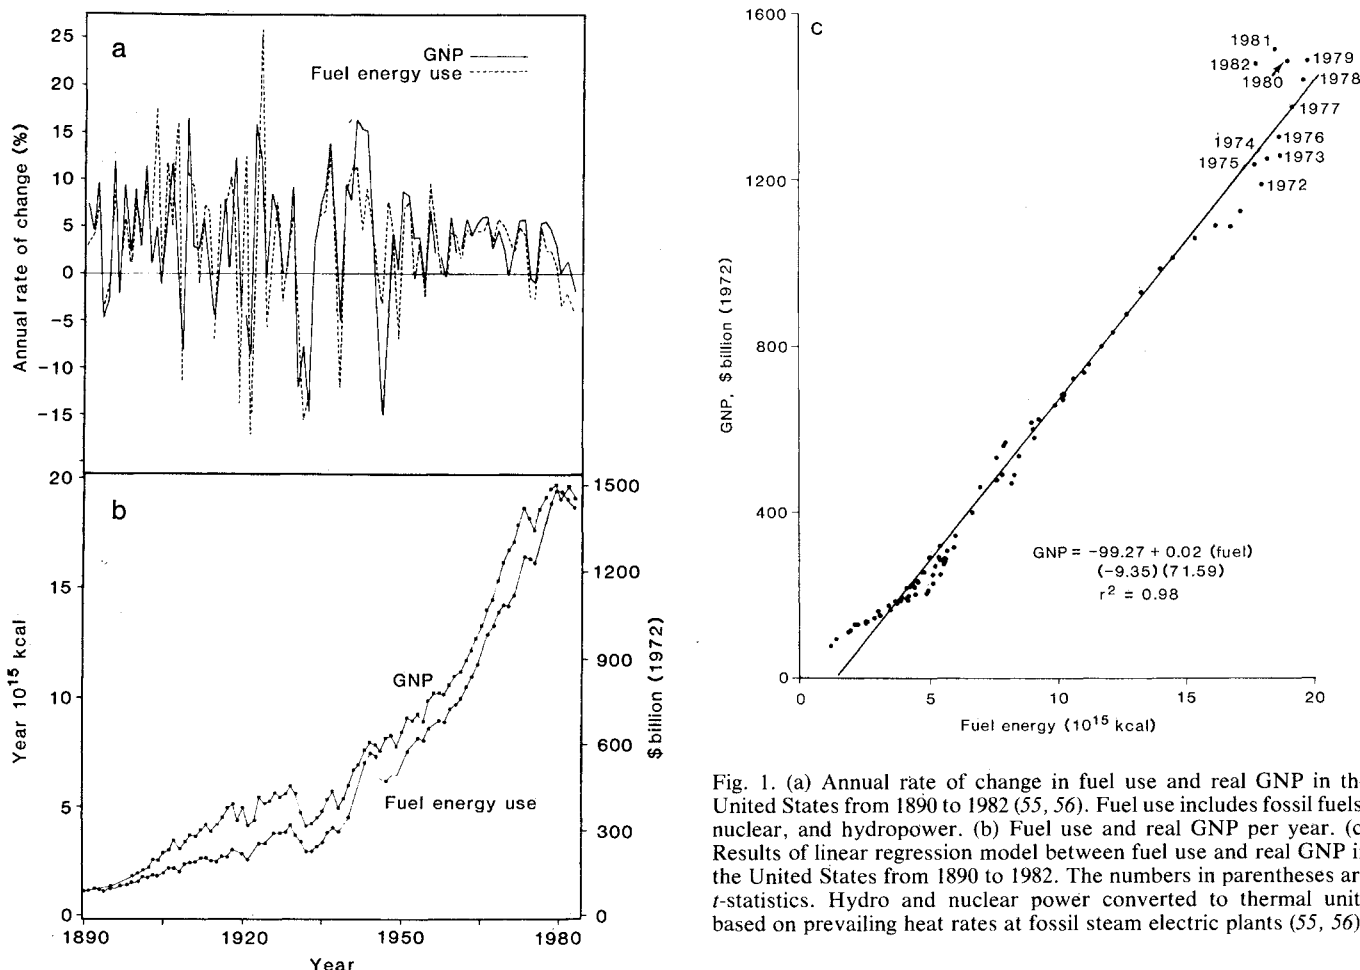 a
GNP
Fuel energy use
Annual rate of change (%)
25
20
15
10
5
0
−5
−10
−15
b
20
15
10
5
0
Year 10¹⁵ kcal
1500
1200
900
600
300
0
$billion (1972)
GNP
Fuel energy use
1890
1920
1950
1980
Year
c
1600
1200
800
400
0
GNP, $billion (1972)
1981
1982
1980
1979
1978
1977
1976
1974
1973
1975
1972
GNP = −99.27 + 0.02 (fuel)
(−9.35) (71.59)
r² = 0.98
0
5
10
15
20
Fuel energy (10¹⁵ kcal)
Fig. 1. (a) Annual rate of change in fuel use and real GNP in th
United States from 1890 to 1982 (55, 56). Fuel use includes fossil fuels
nuclear, and hydropower. (b) Fuel use and real GNP per year. (c
Results of linear regression model between fuel use and real GNP i
the United States from 1890 to 1982. The numbers in parentheses ar
t-statistics. Hydro and nuclear power converted to thermal unit
based on prevailing heat rates at fossil steam electric plants (55, 56)